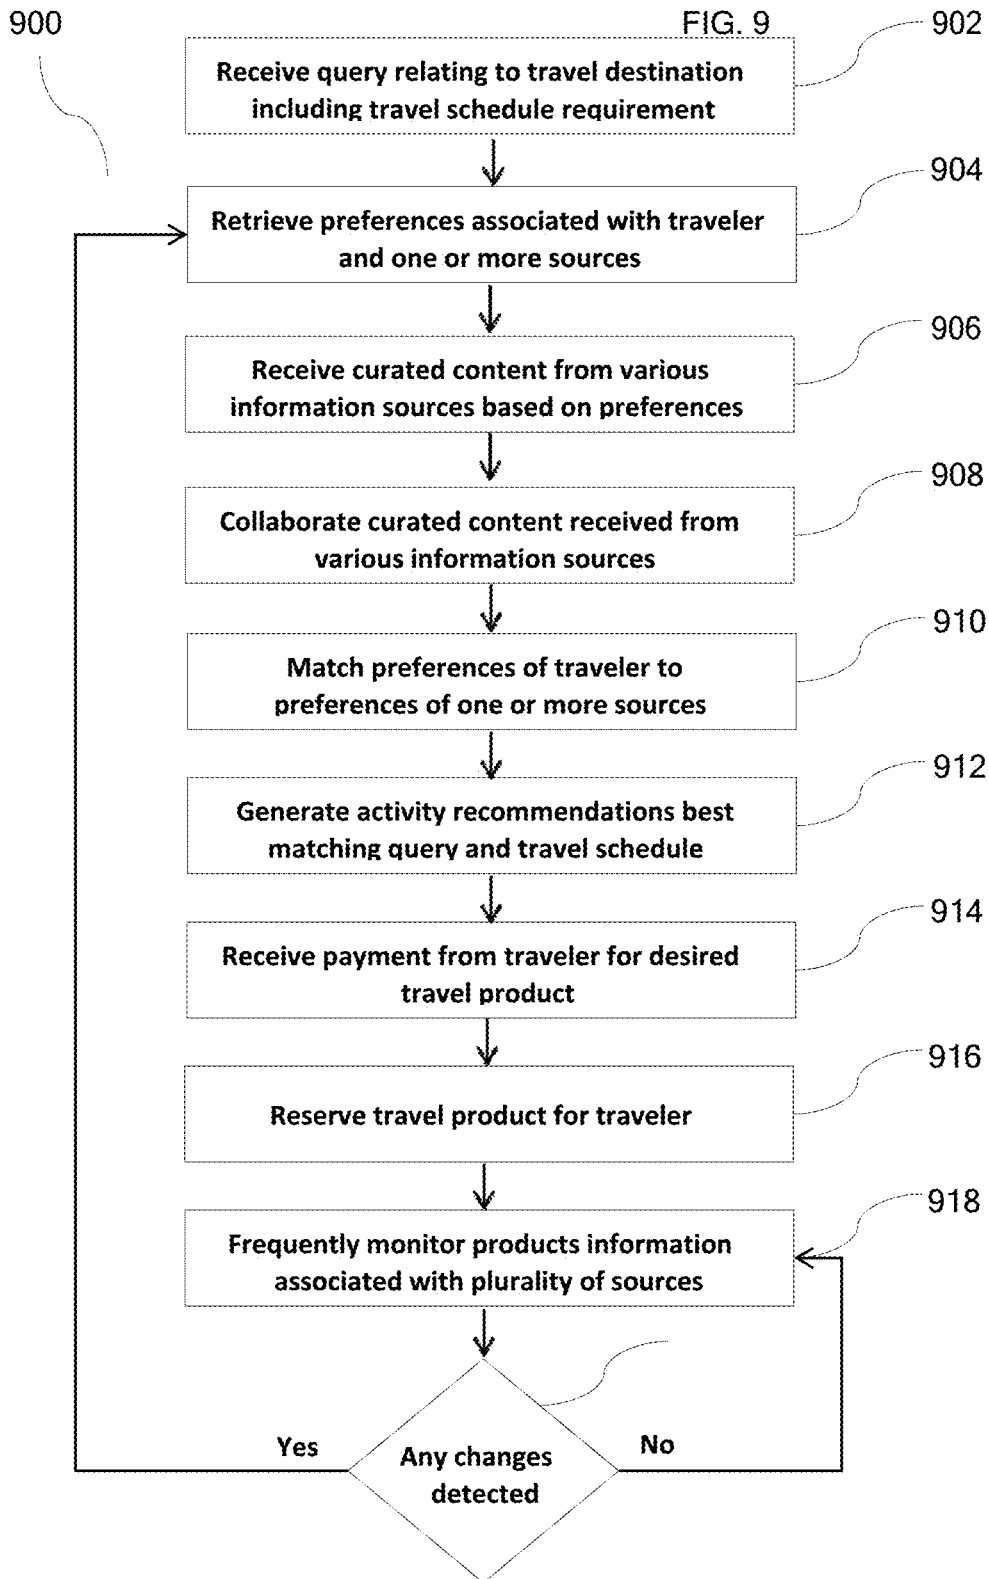 900
FIG. 9
902
Receive query relating to travel destination
including travel schedule requirement
904
Retrieve preferences associated with traveler
and one or more sources
906
Receive curated content from various
information sources based on preferences
908
Collaborate curated content received from
various information sources
910
Match preferences of traveler to
preferences of one or more sources
912
Generate activity recommendations best
matching query and travel schedule
914
Receive payment from traveler for desired
travel product
916
Reserve travel product for traveler
918
Frequently monitor products information
associated with plurality of sources
Yes
No
Any changes
detected